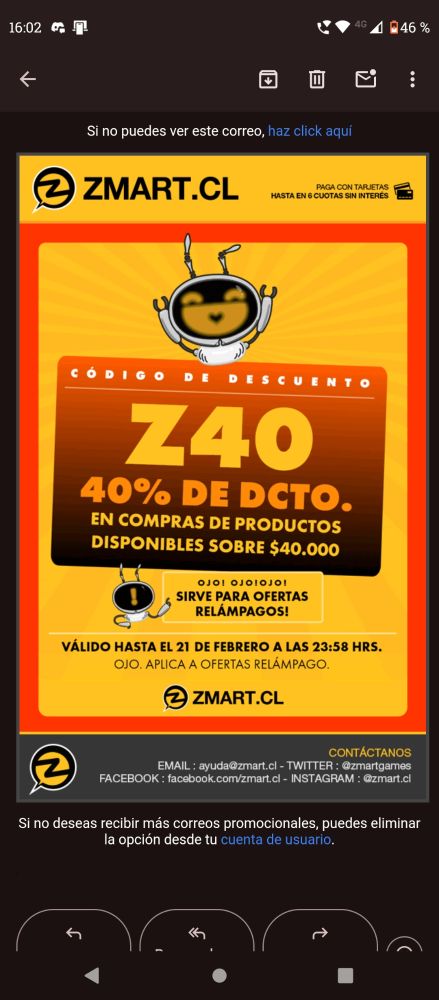 16:02
4G
46 %
Si no puedes ver este correo, haz click aquí
ZMART.CL
PAGA CON TARJETAS
HASTA EN 6 CUOTAS SIN INTERÉS
CÓDIGO DE DESCUENTO
Z40
40% DE DCTO.
EN COMPRAS DE PRODUCTOS
DISPONIBLES SOBRE $40.000
OJO! OJO!OJO!
SIRVE PARA OFERTAS
RELÁMPAGOS!
VÁLIDO HASTA EL 21 DE FEBRERO A LAS 23:58 HRS.
OJO. APLICA A OFERTAS RELÁMPAGO.
ZMART.CL
CONTÁCTANOS
EMAIL : ayuda@zmart.cl - TWITTER : @zmartgames
FACEBOOK : facebook.com/zmart.cl - INSTAGRAM : @zmart.cl
Si no deseas recibir más correos promocionales, puedes eliminar
la opción desde tu cuenta de usuario.